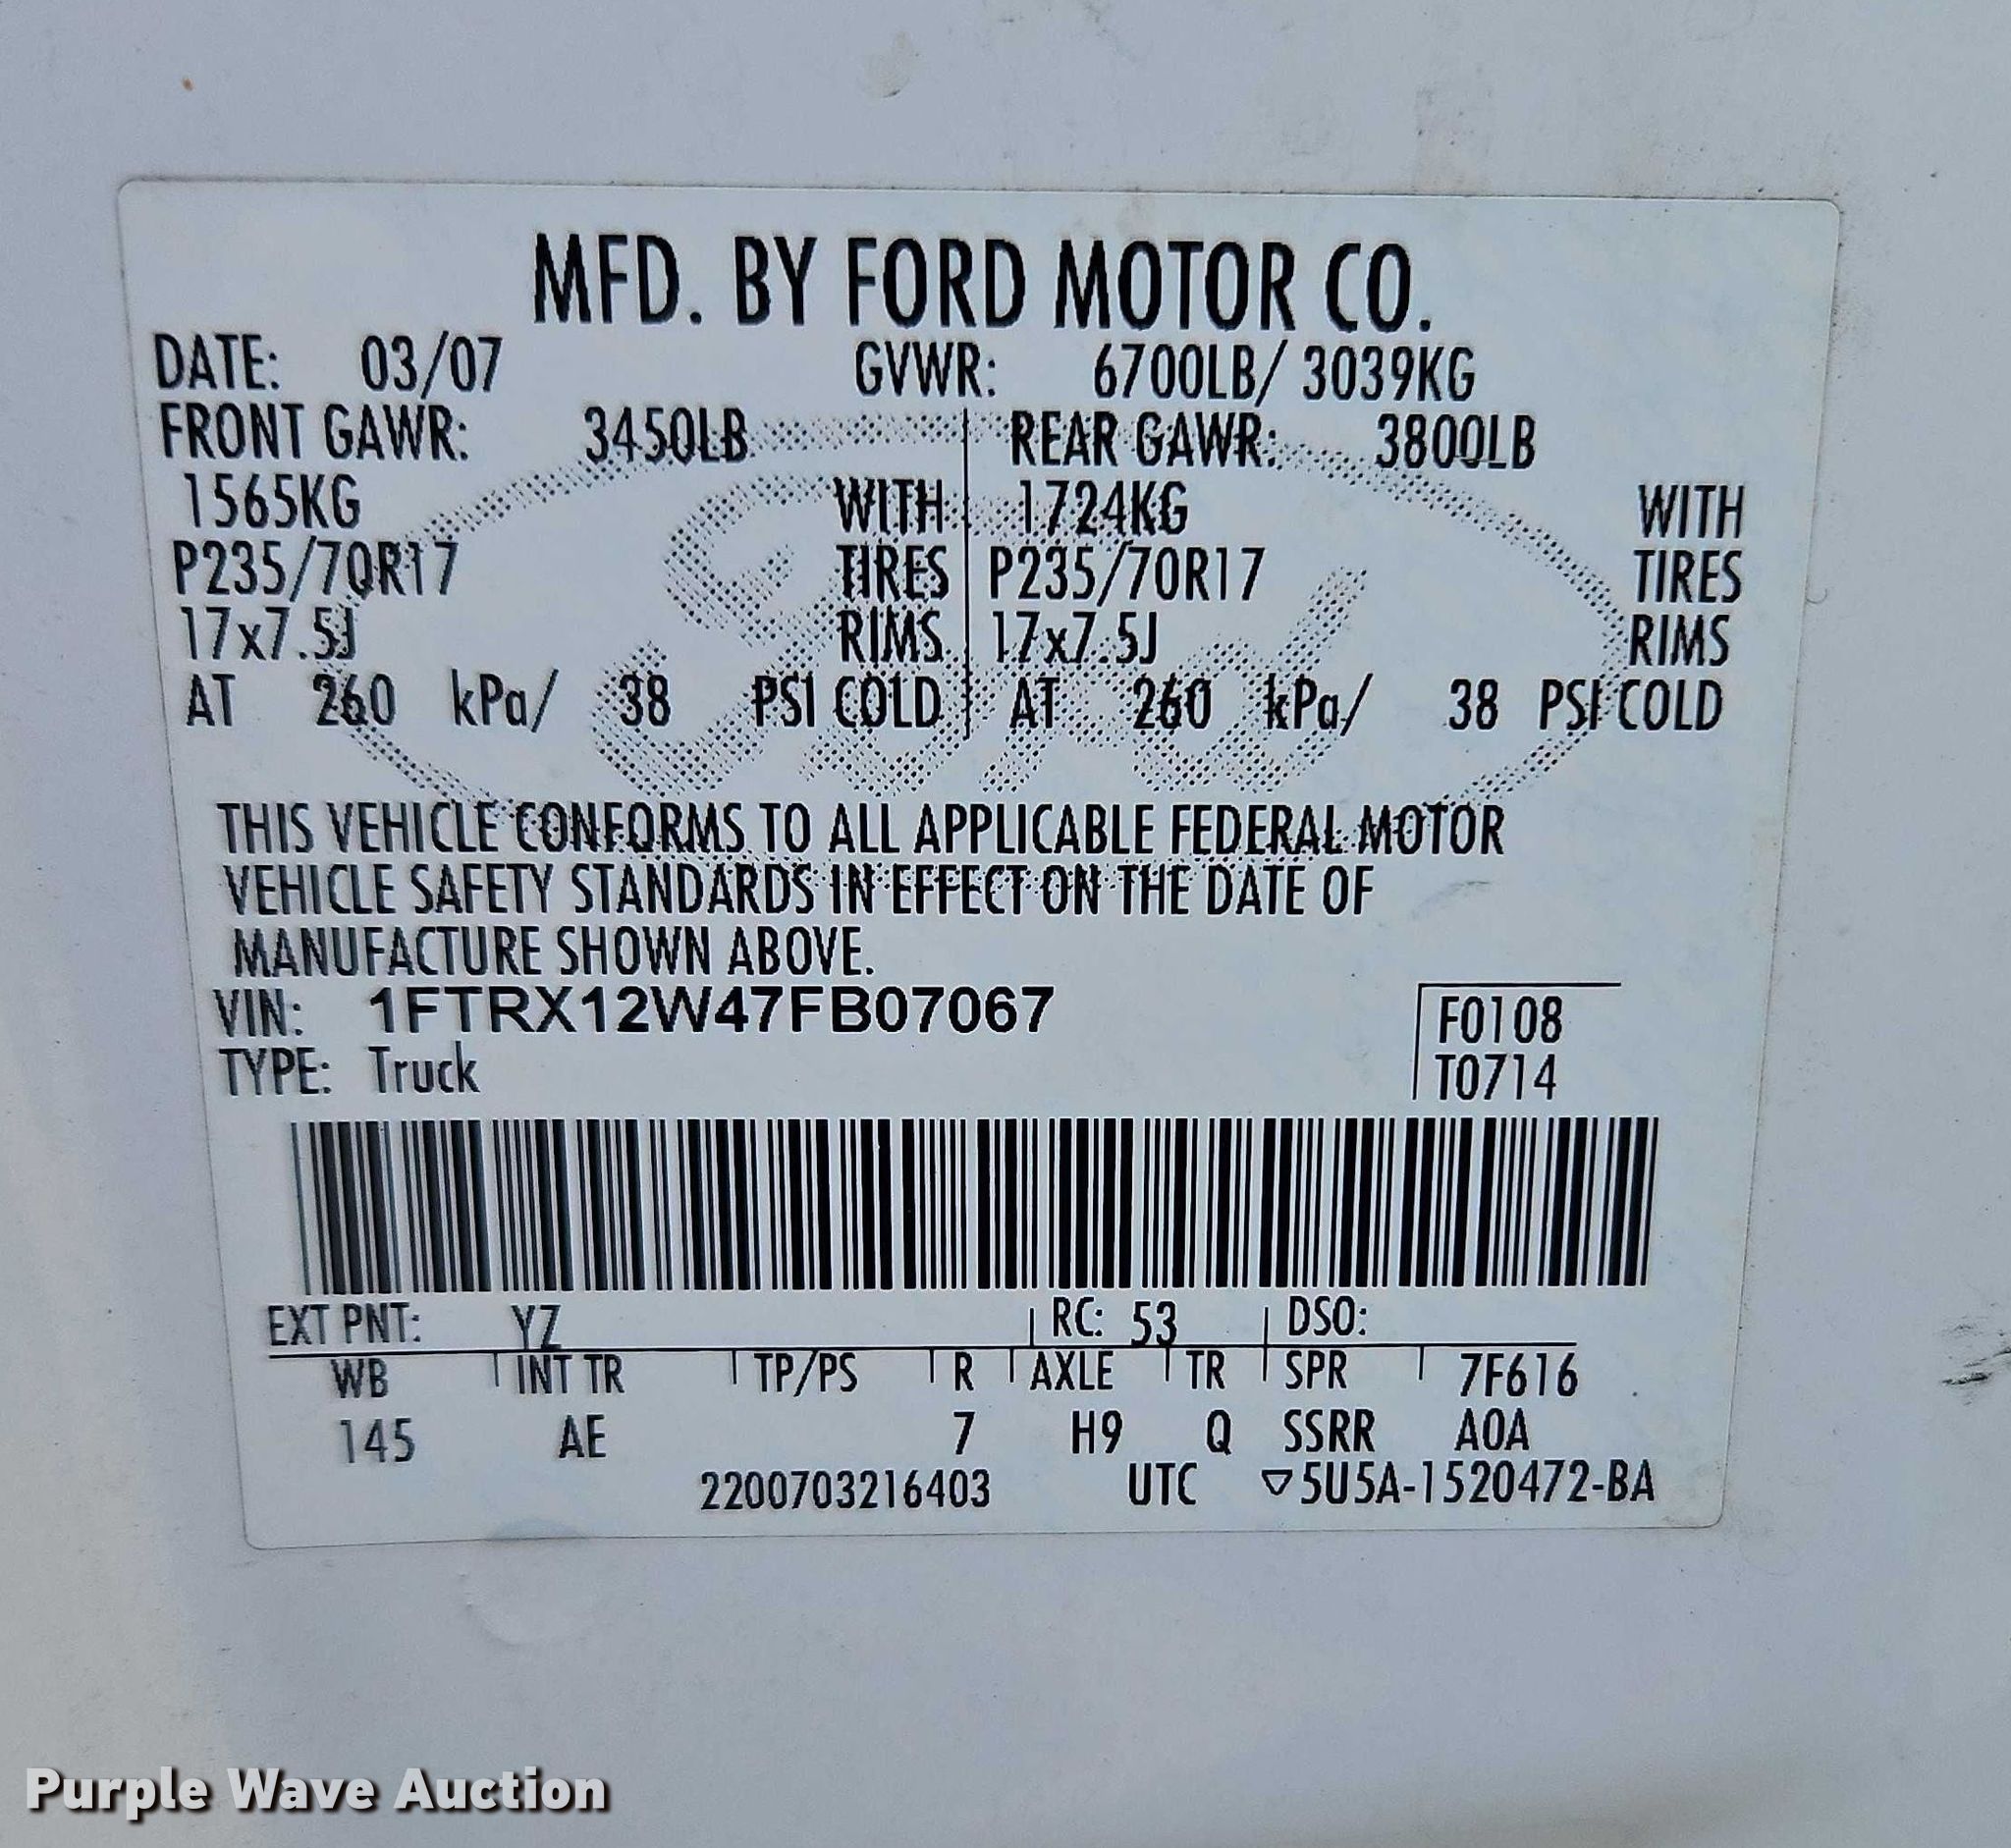 MFD. BY FORD MOTOR CO.
DATE: 03/07 GVWR: 6700LB/ 3039KG
FRONT GAWR: 3450LB REAR GAWR: 3800LB
1565KG WITH 1724KG WITH
P235/70R17 TIRES P235/70R17 TIRES
17x7.5J RIMS 17x7.5J RIMS
AT 260 kPa/ 38 PSI COLD AT 260 kPa/ 38 PSI COLD
Ford
THIS VEHICLE CONFORMS TO ALL APPLICABLE FEDERAL MOTOR
VEHICLE SAFETY STANDARDS IN EFFECT ON THE DATE OF
MANUFACTURE SHOWN ABOVE.
VIN: 1FTRX12W47FB07067 F0108
TYPE: Truck T0714
EXT PNT: YZ RC: 53 DSO:
WB INT TR TP/PS R AXLE TR SPR 7F616
145 AE 7 H9 Q SSRR A0A
2200703216403 UTC ▽5U5A-1520472-BA
Purple Wave Auction